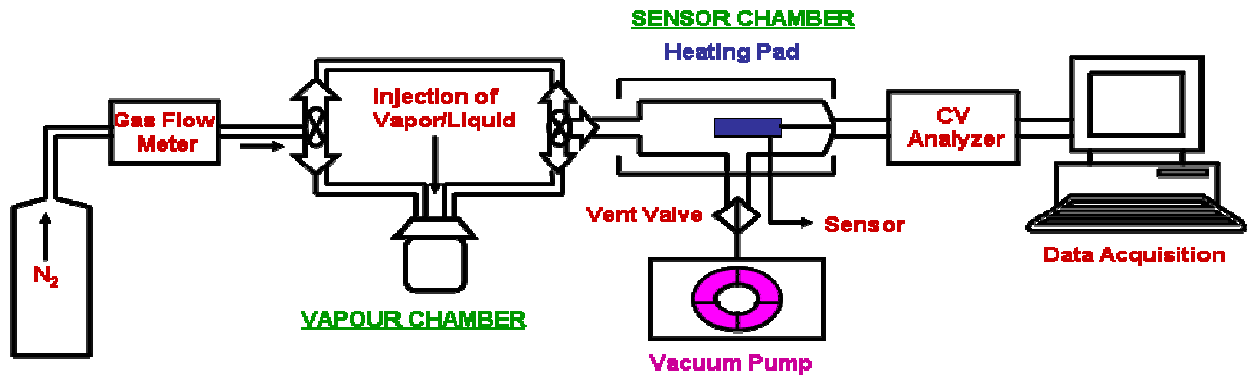 SENSOR CHAMBER
Heating Pad
Gas Flow
Meter
Injection of
Vapor/Liquid
CV
Analyzer
N2
Vent Valve
Sensor
Data Acquisition
VAPOUR CHAMBER
Vacuum Pump